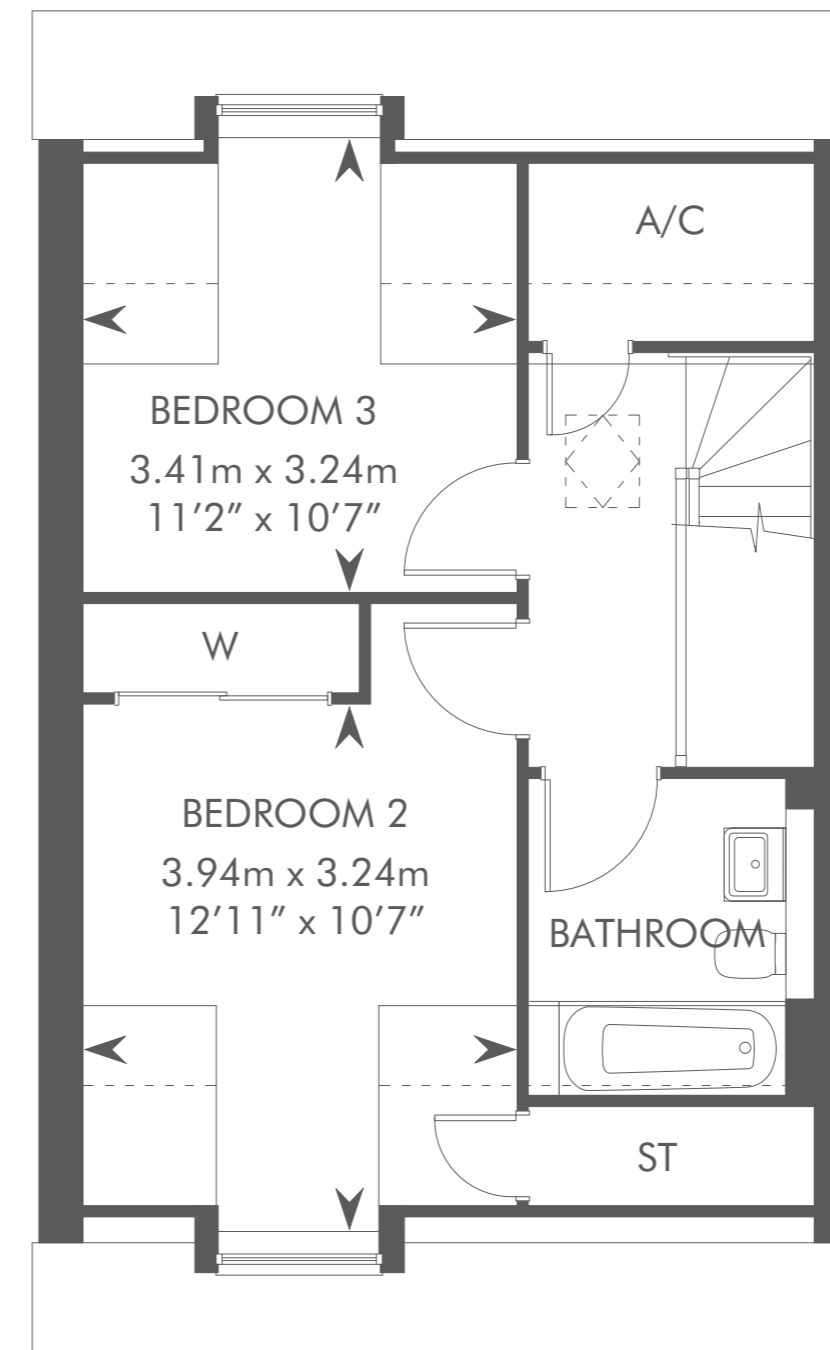 A/C
BEDROOM 3
3.41m x 3.24m
11’2” x 10’7”
W
BEDROOM 2
3.94m x 3.24m
12’11” x 10’7”
BATHROOM
ST